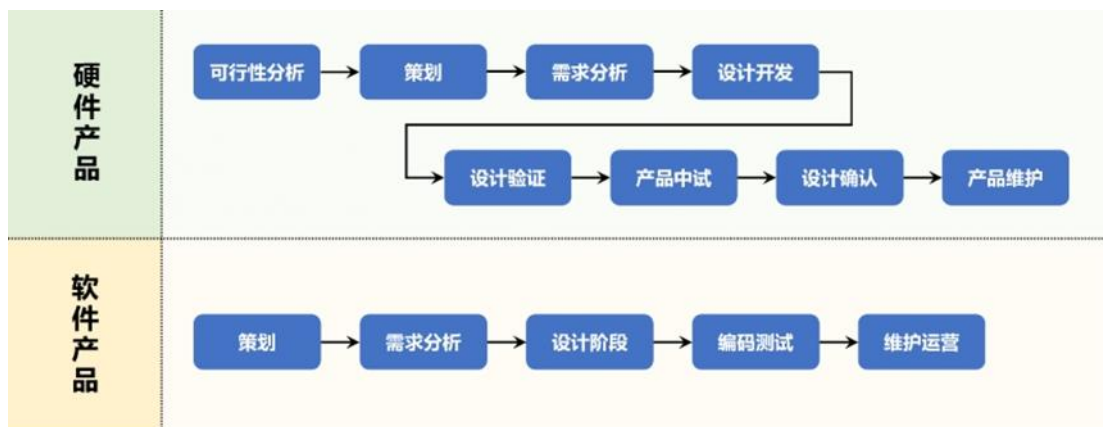 硬件产品
可行性分析
策划
需求分析
设计开发
设计验证
产品中试
设计确认
产品维护
软件产品
策划
需求分析
设计阶段
编码测试
维护运营